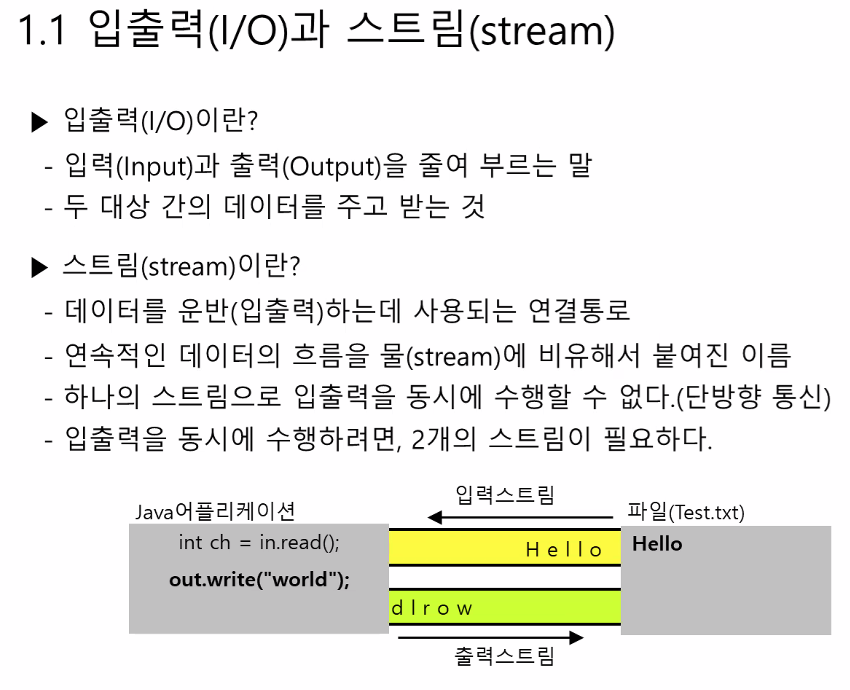 1.1 입출력(I/O)과 스트림(stream)
▶ 입출력(I/O)이란?
- 입력(Input)과 출력(Output)을 줄여 부르는 말
- 두 대상 간의 데이터를 주고 받는 것
▶ 스트림(stream)이란?
- 데이터를 운반(입출력)하는데 사용되는 연결통로
- 연속적인 데이터의 흐름을 물(stream)에 비유해서 붙여진 이름
- 하나의 스트림으로 입출력을 동시에 수행할 수 없다.(단방향 통신)
- 입출력을 동시에 수행하려면, 2개의 스트림이 필요하다.
입력스트림
Java어플리케이션
파일(Test.txt)
int ch = in.read();
out.write("world");
H e l l o
Hello
d l r o w
출력스트림